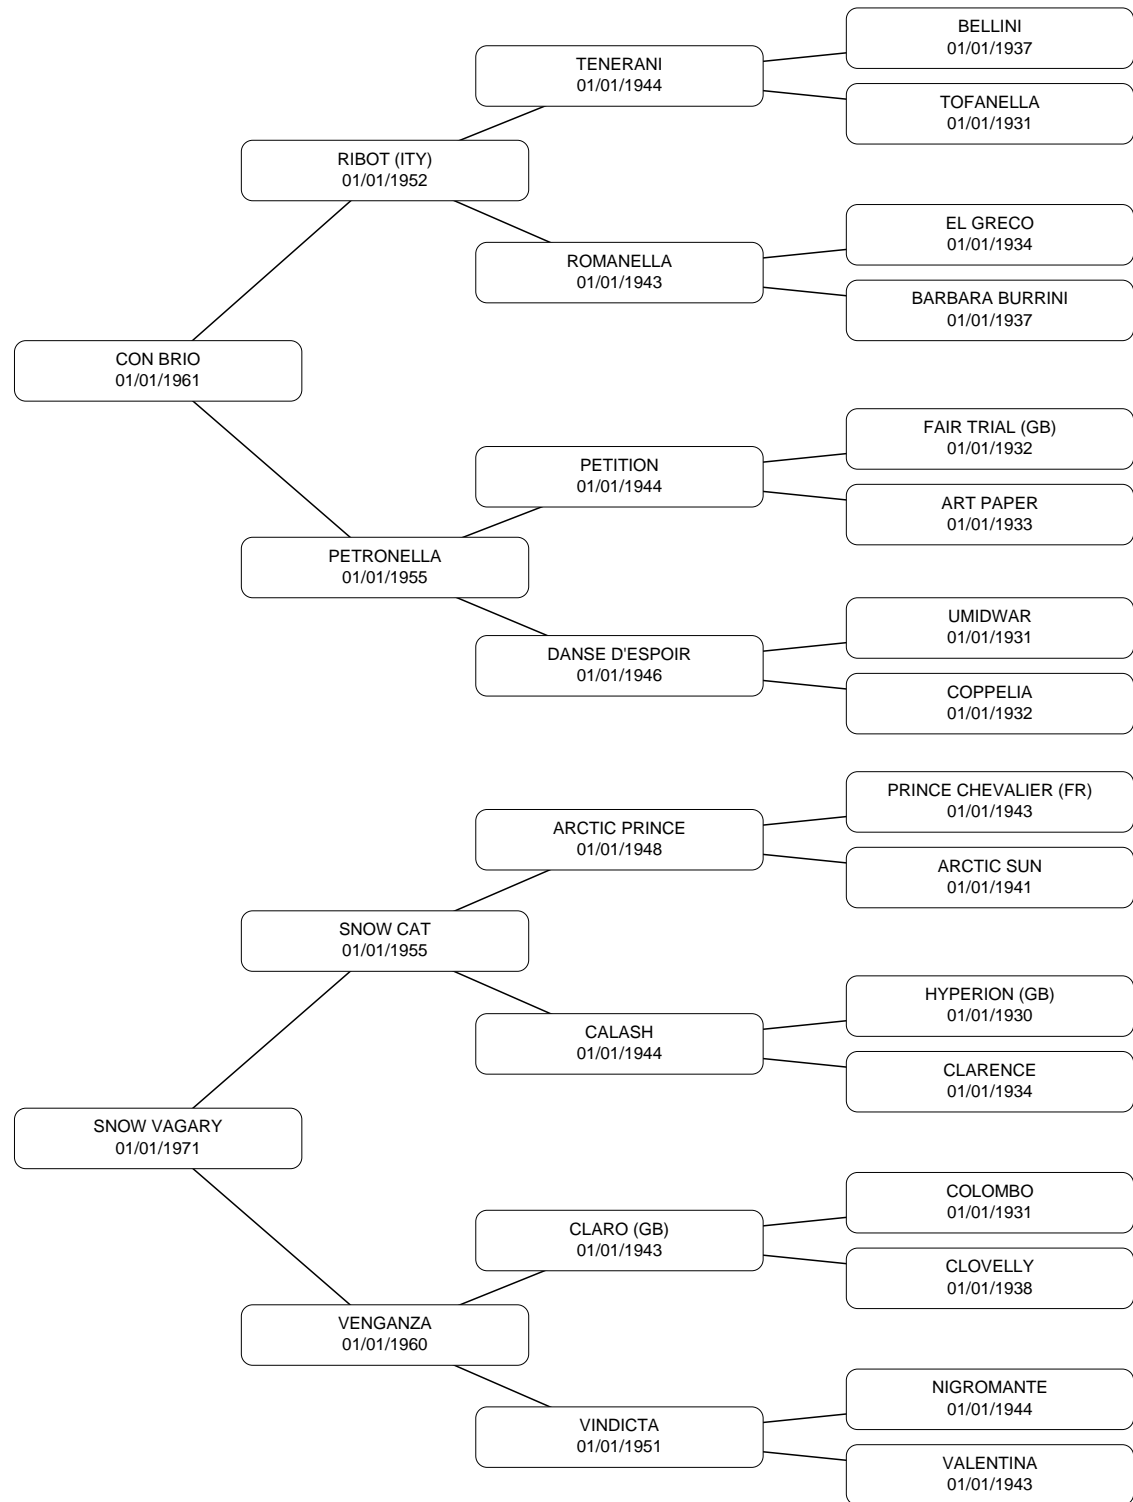 BELLINI
01/01/1937
TENERANI
01/01/1944
TOFANELLA
01/01/1931
RIBOT (ITY)
01/01/1952
EL GRECO
01/01/1934
ROMANELLA
01/01/1943
BARBARA BURRINI
01/01/1937
CON BRIO
01/01/1961
FAIR TRIAL (GB)
01/01/1932
PETITION
01/01/1944
ART PAPER
01/01/1933
PETRONELLA
01/01/1955
UMIDWAR
01/01/1931
DANSE D'ESPOIR
01/01/1946
COPPELIA
01/01/1932
PRINCE CHEVALIER (FR)
01/01/1943
ARCTIC PRINCE
01/01/1948
ARCTIC SUN
01/01/1941
SNOW CAT
01/01/1955
HYPERION (GB)
01/01/1930
CALASH
01/01/1944
CLARENCE
01/01/1934
SNOW VAGARY
01/01/1971
COLOMBO
01/01/1931
CLARO (GB)
01/01/1943
CLOVELLY
01/01/1938
VENGANZA
01/01/1960
NIGROMANTE
01/01/1944
VINDICTA
01/01/1951
VALENTINA
01/01/1943